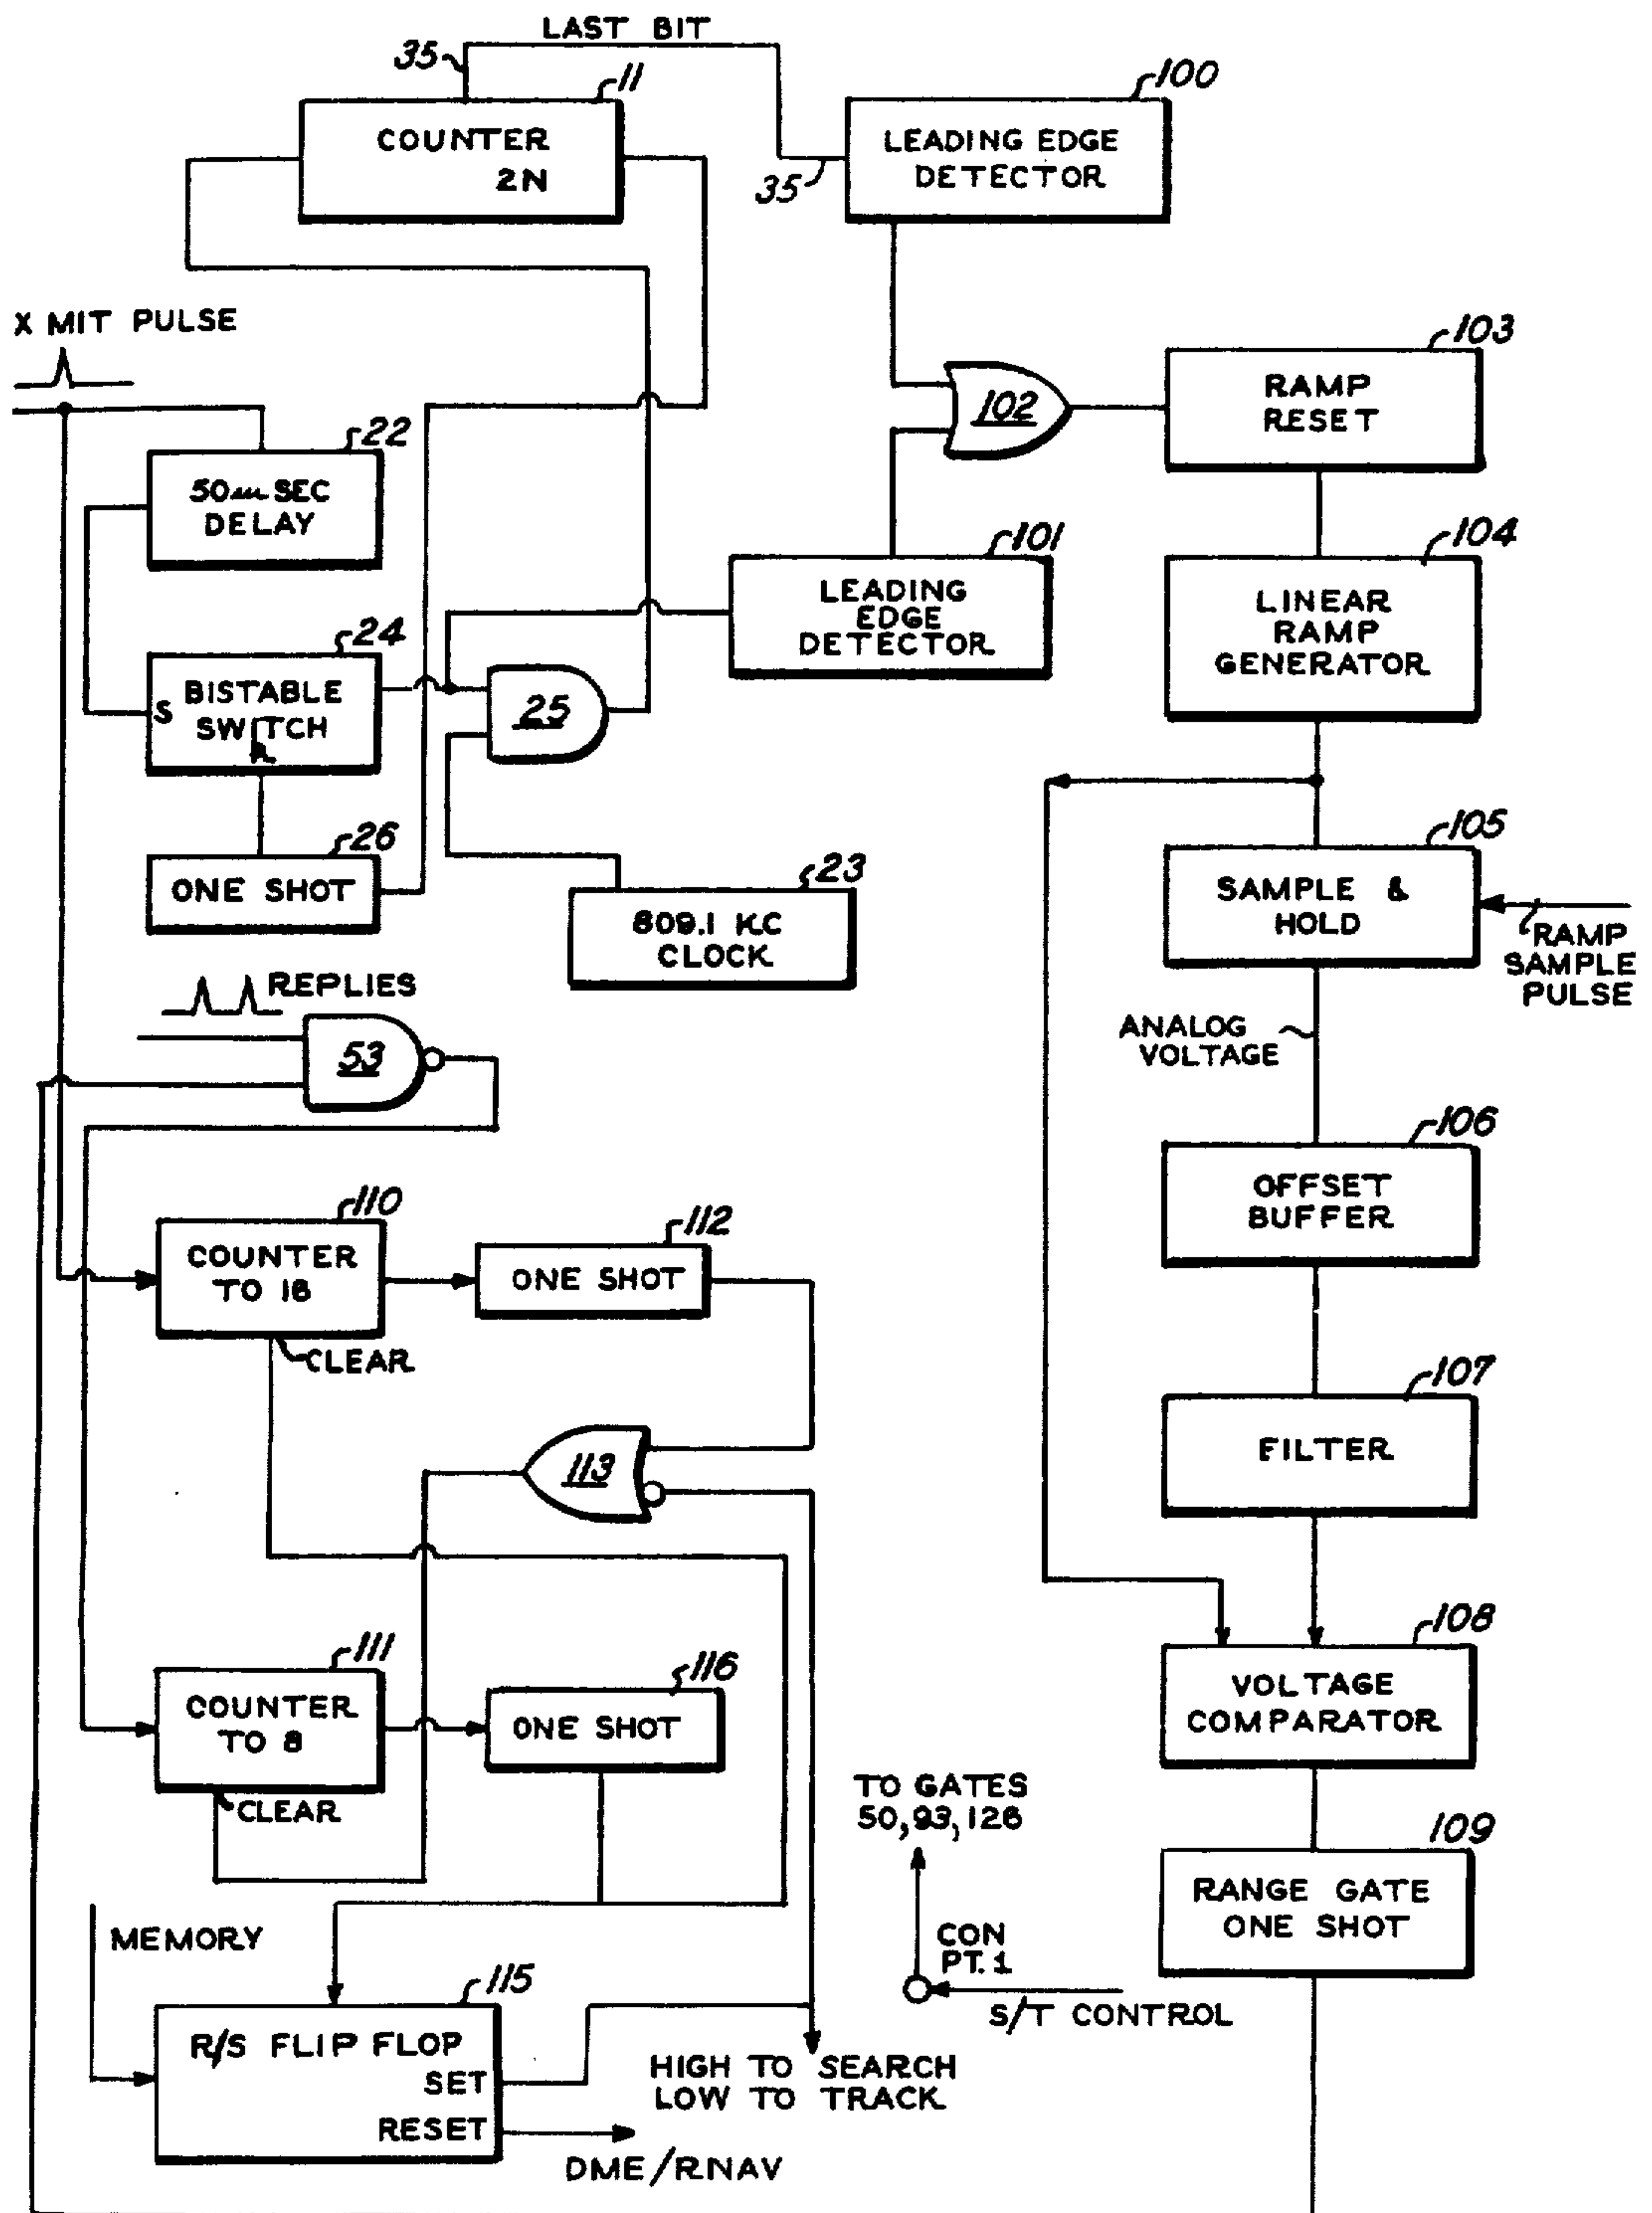 LAST BIT
35
11
COUNTER
2N
100
LEADING EDGE
DETECTOR
35
X MIT PULSE
22
50 μ SEC
DELAY
102
103
RAMP
RESET
24
S
BISTABLE
SWITCH
R
25
101
LEADING
EDGE
DETECTOR
104
LINEAR
RAMP
GENERATOR
26
ONE SHOT
23
809.1 KC
CLOCK
105
SAMPLE &
HOLD
RAMP
SAMPLE
PULSE
REPLIES
53
ANALOG
VOLTAGE
106
OFFSET
BUFFER
110
COUNTER
TO 16
CLEAR
112
ONE SHOT
107
FILTER
113
111
COUNTER
TO 8
CLEAR
116
ONE SHOT
108
VOLTAGE
COMPARATOR
TO GATES
50,93,126
109
RANGE GATE
ONE SHOT
CON
PT.1
S/T CONTROL
MEMORY
115
R/S FLIP FLOP
SET
RESET
HIGH TO SEARCH
LOW TO TRACK
DME/RNAV